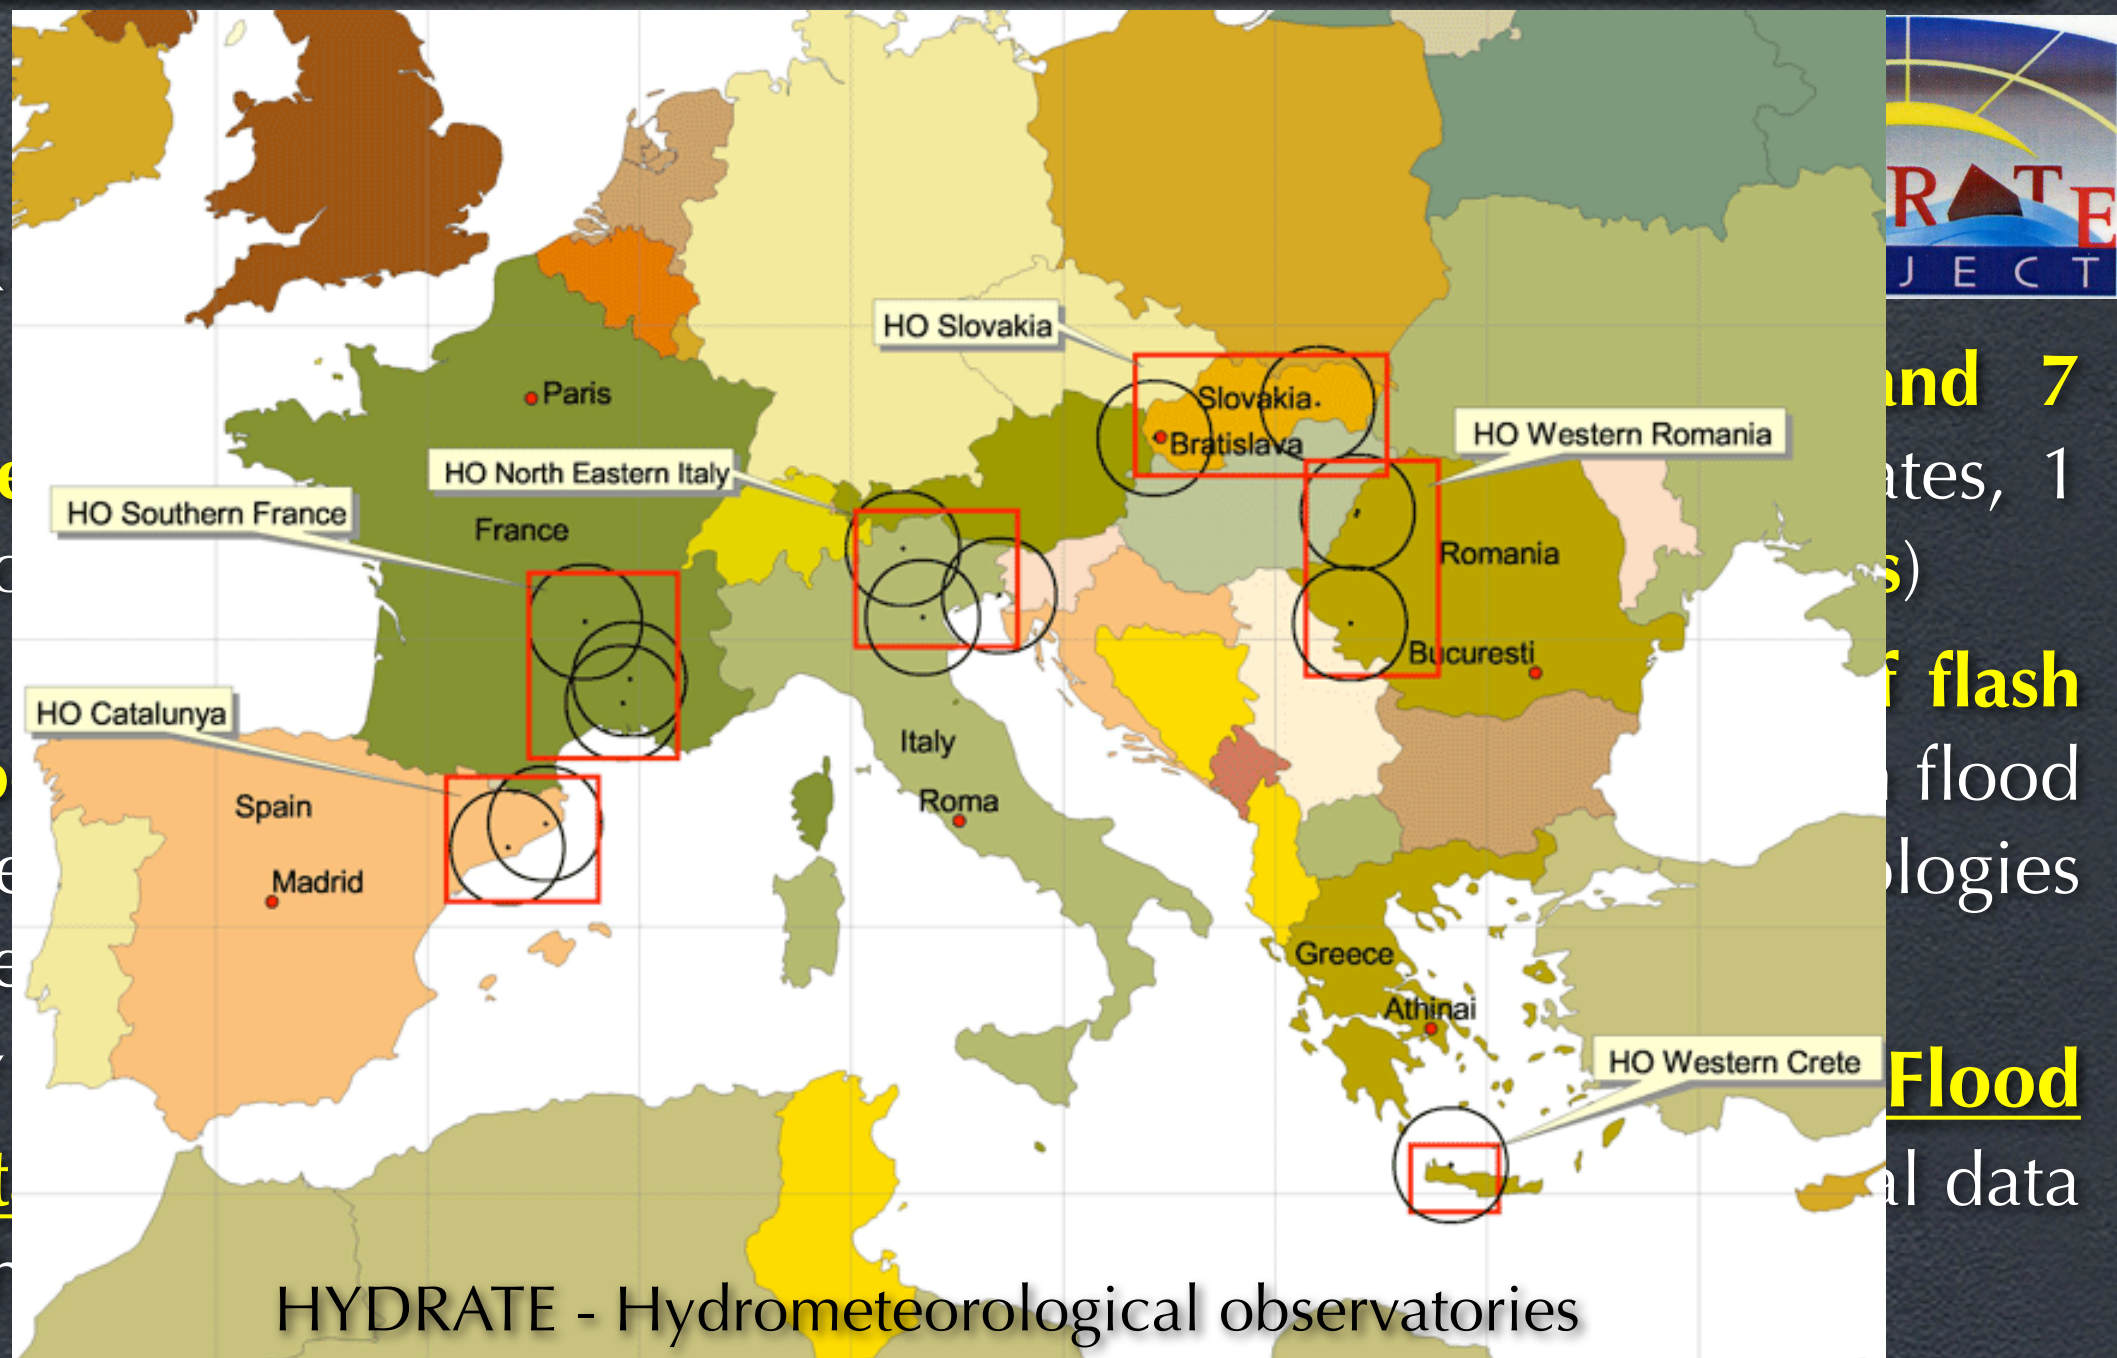 R A T E
J E C T
HO Slovakia
and 7
Slovakia
Paris
HO Western Romania
Bratislava
HO North Eastern Italy
ates, 1
HO Southern France
France
Romania
s)
Bucuresti
f flash
HO Catalunya
Italy
flood
Spain
Roma
ologies
Madrid
Greece
Athinai
HO Western Crete
Flood
al data
HYDRATE - Hydrometeorological observatories